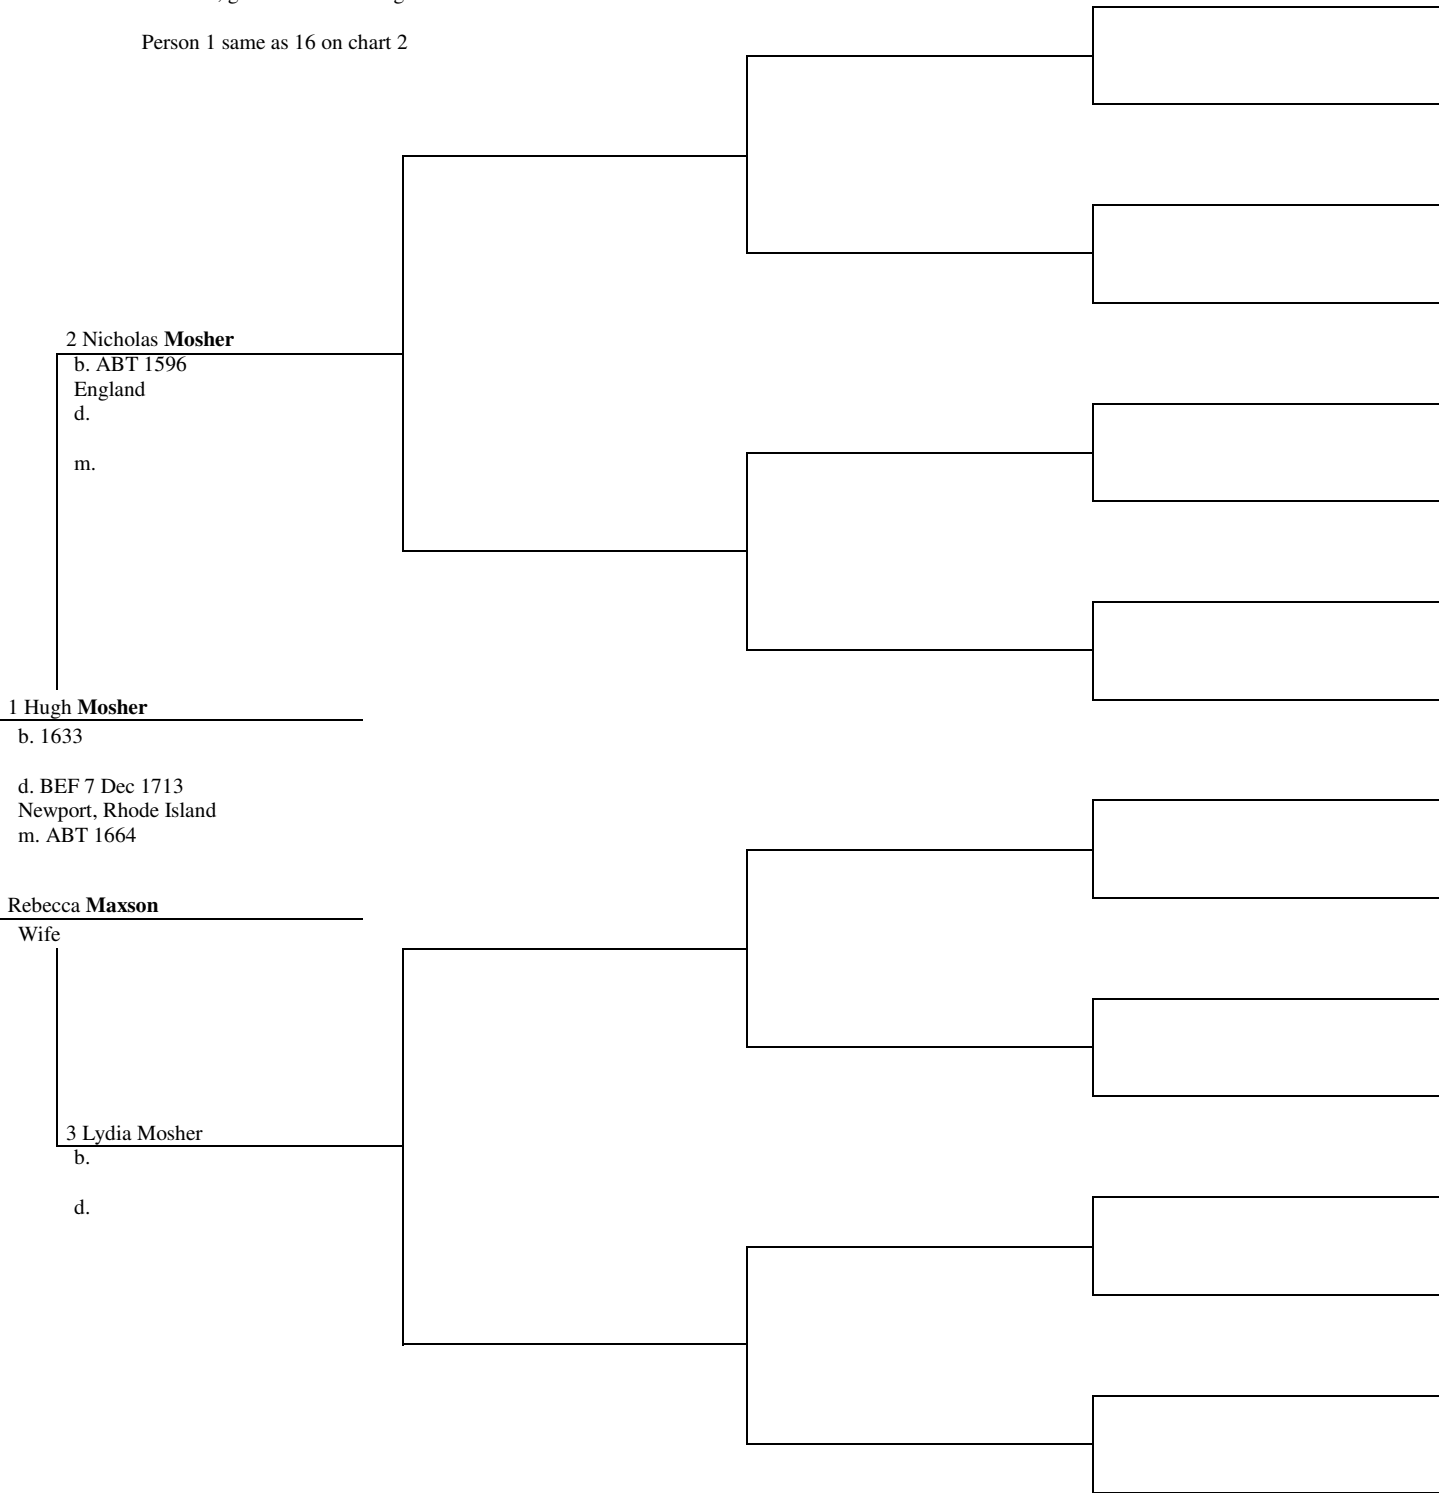 Person 1 same as 16 on chart 2
2 Nicholas Mosher
b. ABT 1596
England
d.
m.
1 Hugh Mosher
b. 1633
d. BEF 7 Dec 1713
Newport, Rhode Island
m. ABT 1664
Rebecca Maxson
Wife
3 Lydia Mosher
b.
d.